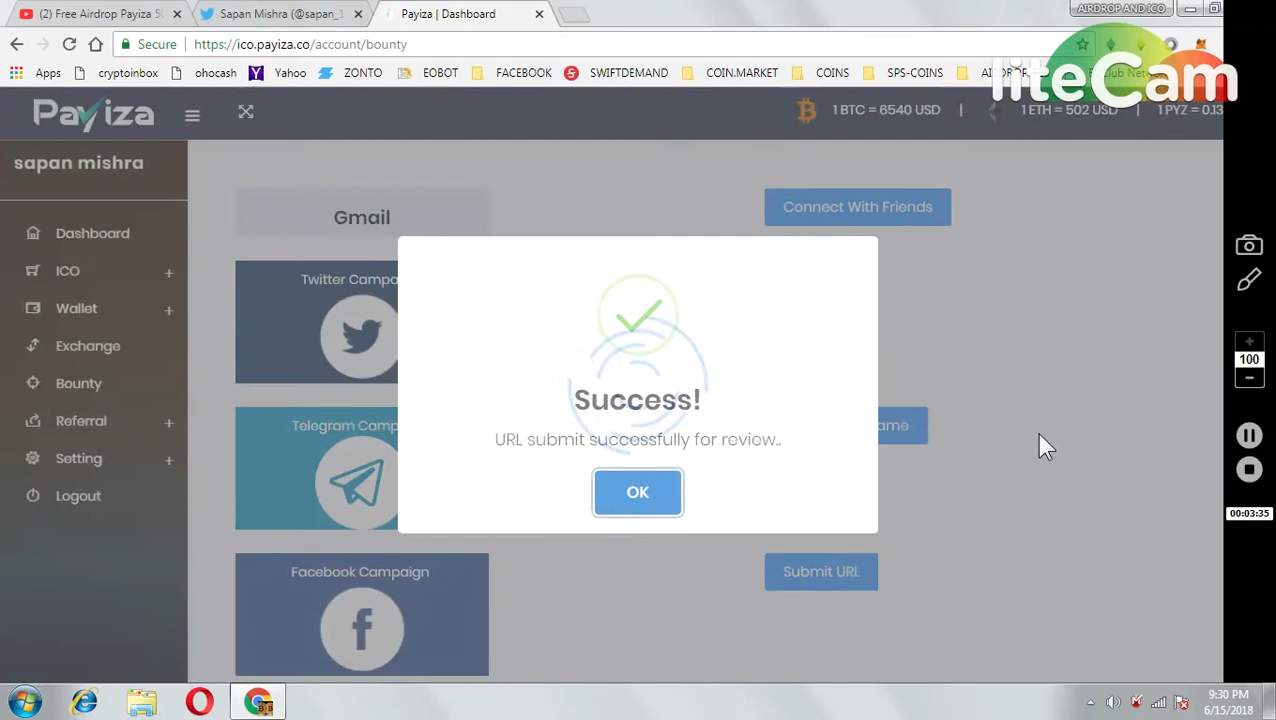 (2) Free Airdrop Payiza 5
Sapan Mishra (@sapan_1
Payiza | Dashboard
AIRDROP AND ICO
Secure
https://ico.payiza.co/account/bounty
Apps
cryptoinbox
ohocash
Yahoo
EOBOT
FACEBOOK
SWIFTDEMAND
COIN.MARKET
COINS
SPS-COINS
liteCam
Payiza
1 BTC = 6540 USD
|
1 ETH = 502 USD
|
1 PYZ = 0.13
sapan mishra
Dashboard
ICO +
Wallet +
Exchange
Bounty
Referral +
Setting +
Logout
Gmail
Connect With Friends
Twitter Campa
Telegram Camp
ame
Facebook Campaign
Submit URL
Success!
URL submit successfully for review..
OK
100
00:03:35
9:30 PM
6/15/2018